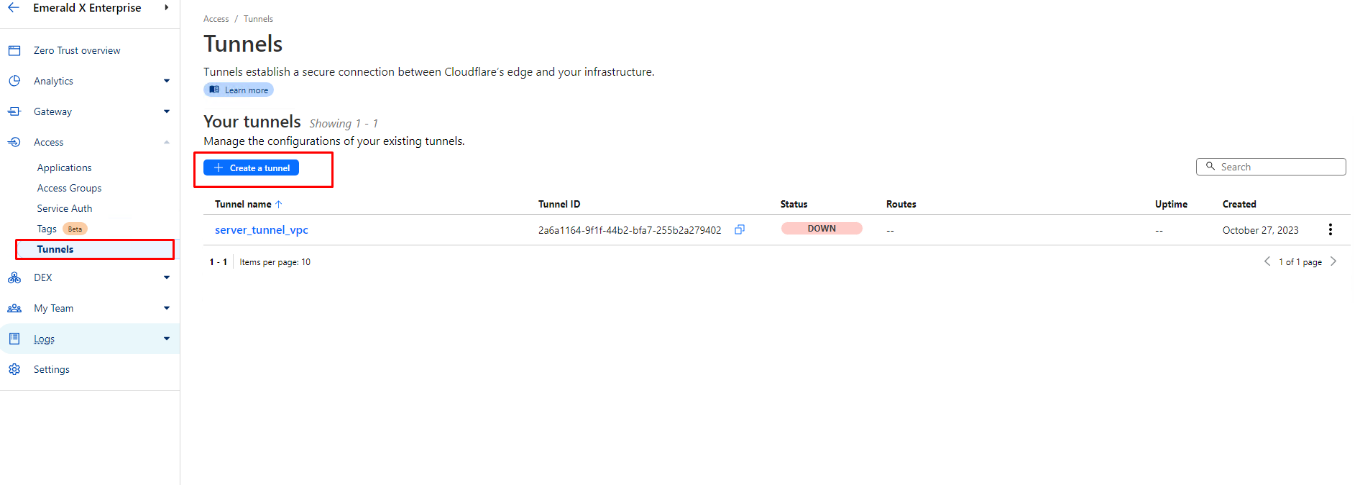 Emerald X Enterprise
Zero Trust overview
Analytics
Gateway
Access
Applications
Access Groups
Service Auth
Tags Beta
Tunnels
DEX
My Team
Logs
Settings
Access / Tunnels
Tunnels
Tunnels establish a secure connection between Cloudflare's edge and your infrastructure.
Learn more
Your tunnels Showing 1 - 1
Manage the configurations of your existing tunnels.
+ Create a tunnel
Search
Tunnel name ↑ Tunnel ID Status Routes Uptime Created
server_tunnel_vpc 2a6a1164-9f1f-44b2-bfa7-255b2a279402 DOWN -- -- October 27, 2023
1 - 1 Items per page: 10 1 of 1 page